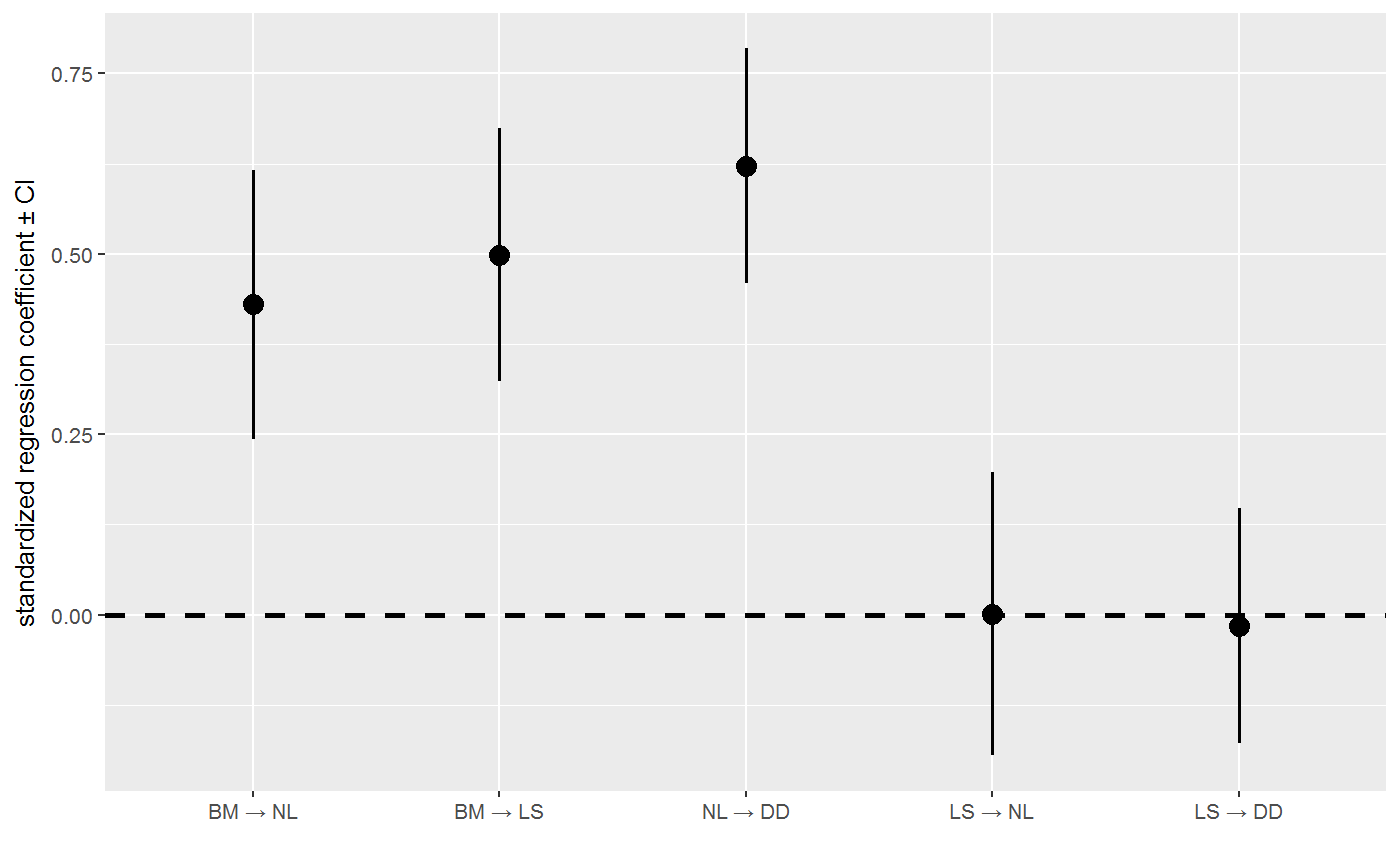 standardized regression coefficient ± CI
0.75
0.50
0.25
0.00
BM → NL
BM → LS
NL → DD
LS → NL
LS → DD